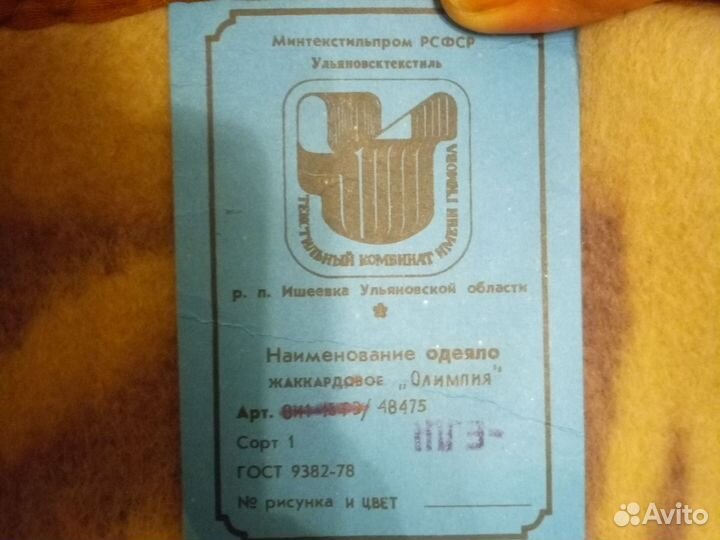 Минтекстильпром РСФСР
Ульяновсктекстиль
ТЕКСТИЛЬНЫЙ КОМБИНАТ ИМЕНИ ГИМОВА
р. п. Ишеевка Ульяновской области
Наименование одеяло
ЖАККАРДОВОЕ „Олимпия"
Арт. / 48475
Сорт 1
ГОСТ 9382-78
№ рисунка и ЦВЕТ
Avito